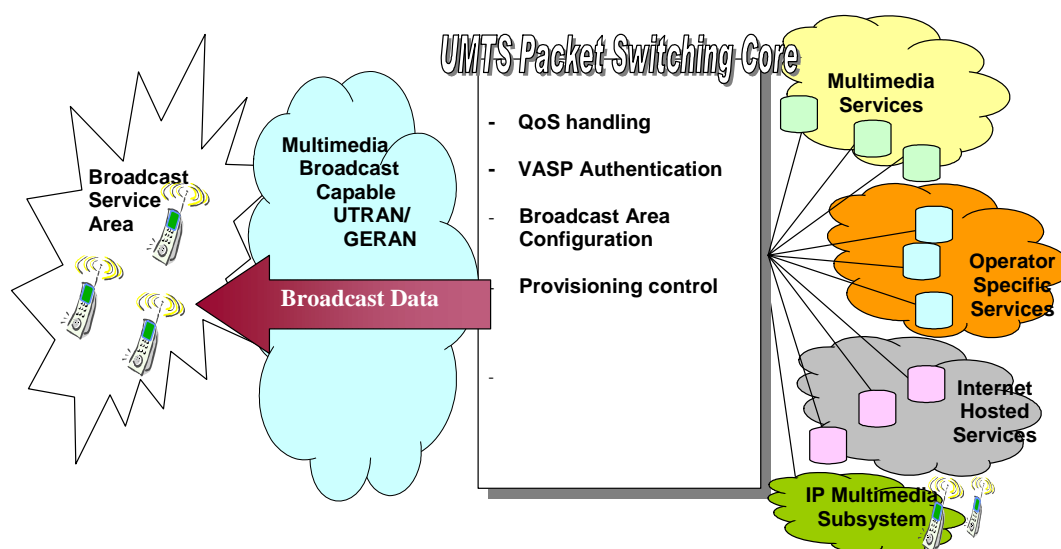 UMTS Packet Switching Core
Broadcast
Service
Area
Multimedia
Broadcast
Capable
UTRAN/
GERAN
Broadcast Data
- QoS handling
- VASP Authentication
- Broadcast Area
Configuration
- Provisioning control
-
Multimedia
Services
Operator
Specific
Services
Internet
Hosted
Services
IP Multimedia
Subsystem